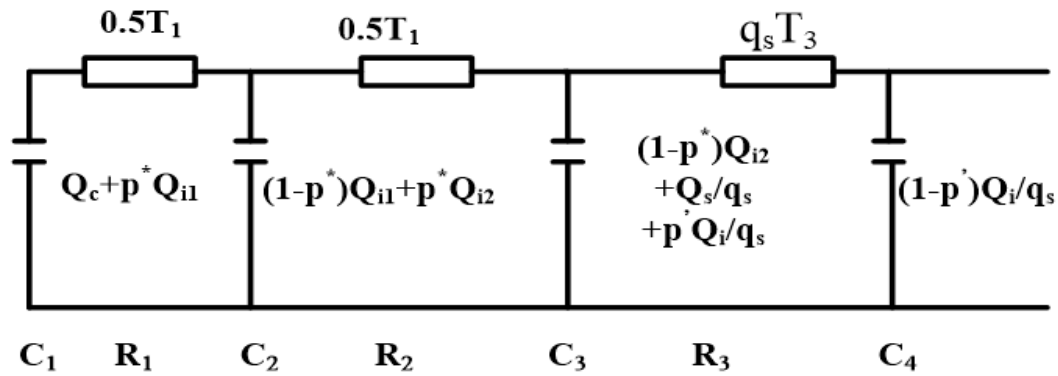 0.5T₁ 0.5T₁ qₛT₃
Q꜀+p*Qᵢ₁ (1-p*)Qᵢ₁+p*Qᵢ₂ (1-p*)Qᵢ₂
+Qₛ/qₛ
+p'Qᵢ/qₛ
(1-p')Qᵢ/qₛ
C₁ R₁ C₂ R₂ C₃ R₃ C₄